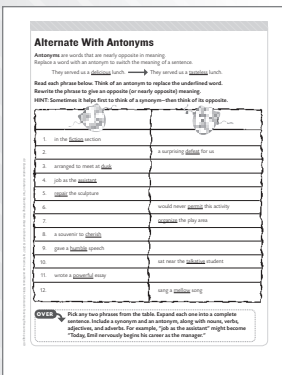 Alternate With Antonyms
Antonyms are words that are nearly opposite in meaning.
Replace a word with an antonym to switch the meaning of a sentence.
They served us a delicious lunch. → They served us a tasteless lunch.
Read each phrase below. Think of an antonym to replace the underlined word.
Rewrite the phrase to give an opposite (or nearly opposite) meaning.
HINT: Sometimes it helps first to think of a synonym—then think of its opposite.
1. in the fiction section
2. a surprising defeat for us
3. arranged to meet at dusk
4. job as the assistant
5. repair the sculpture
6. would never permit this activity
7. organize the play area
8. a souvenir to cherish
9. gave a humble speech
10. sat near the talkative student
11. wrote a powerful essay
12. sang a mellow song
OVER
Pick any two phrases from the table. Expand each one into a complete
sentence. Include a synonym and an antonym, along with nouns, verbs,
adjectives, and adverbs. For example, "job as the assistant" might become
"Today, Emil nervously begins his career as the manager."